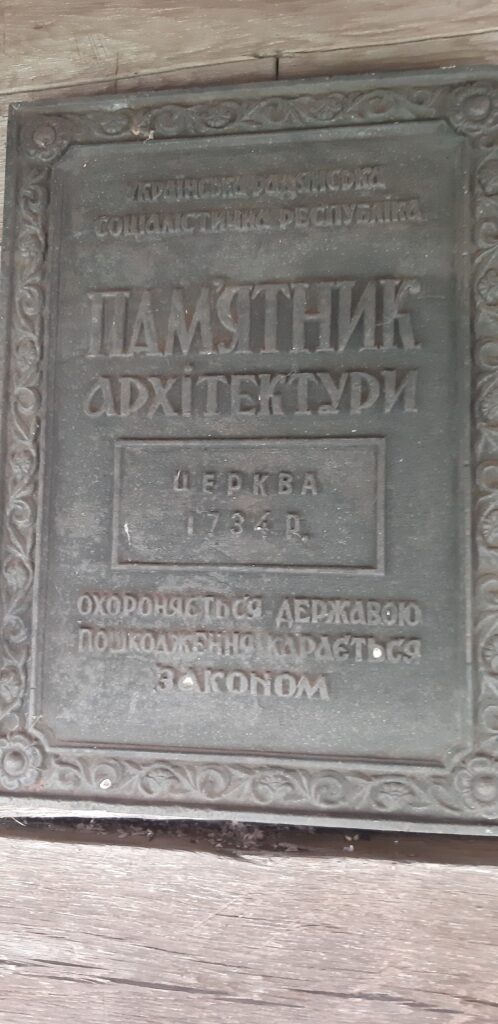 Українська Радянська
Соціалістична Республіка
ПАМ'ЯТНИК
АРХІТЕКТУРИ
ЦЕРКВА
1734 р.
ОХОРОНЯЄТЬСЯ ДЕРЖАВОЮ
ПОШКОДЖЕННЯ КАРАЄТЬСЯ
ЗАКОНОМ